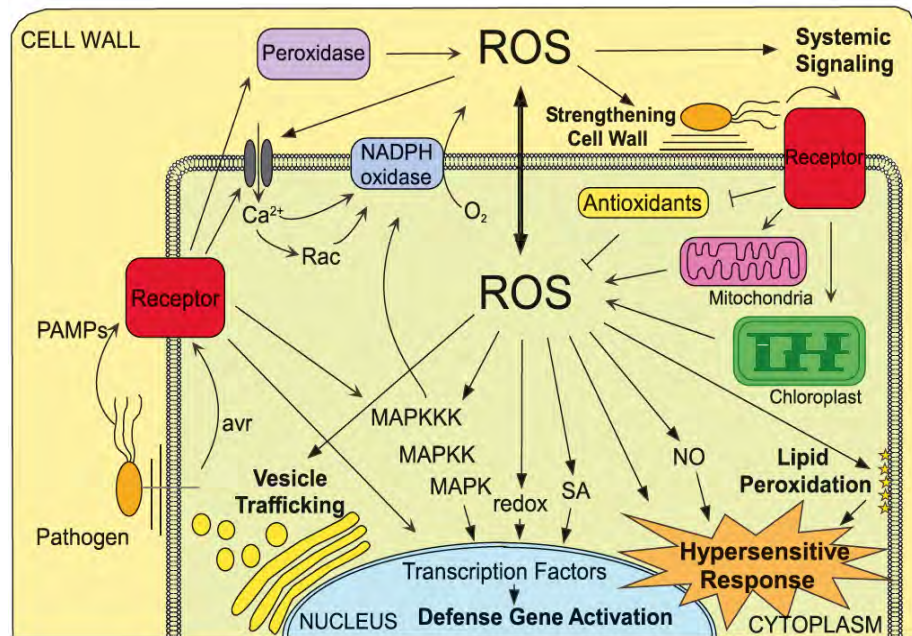 CELL WALL
Peroxidase
ROS
Systemic
Signaling
Strengthening
Cell Wall
Receptor
NADPH
oxidase
Ca²⁺
O₂
Rac
Antioxidants
Receptor
ROS
Mitochondria
PAMPs
Chloroplast
avr
MAPKKK
MAPKK
MAPK
redox
SA
NO
Vesicle
Trafficking
Lipid
Peroxidation
Pathogen
Hypersensitive
Response
Transcription Factors
Defense Gene Activation
NUCLEUS
CYTOPLASM